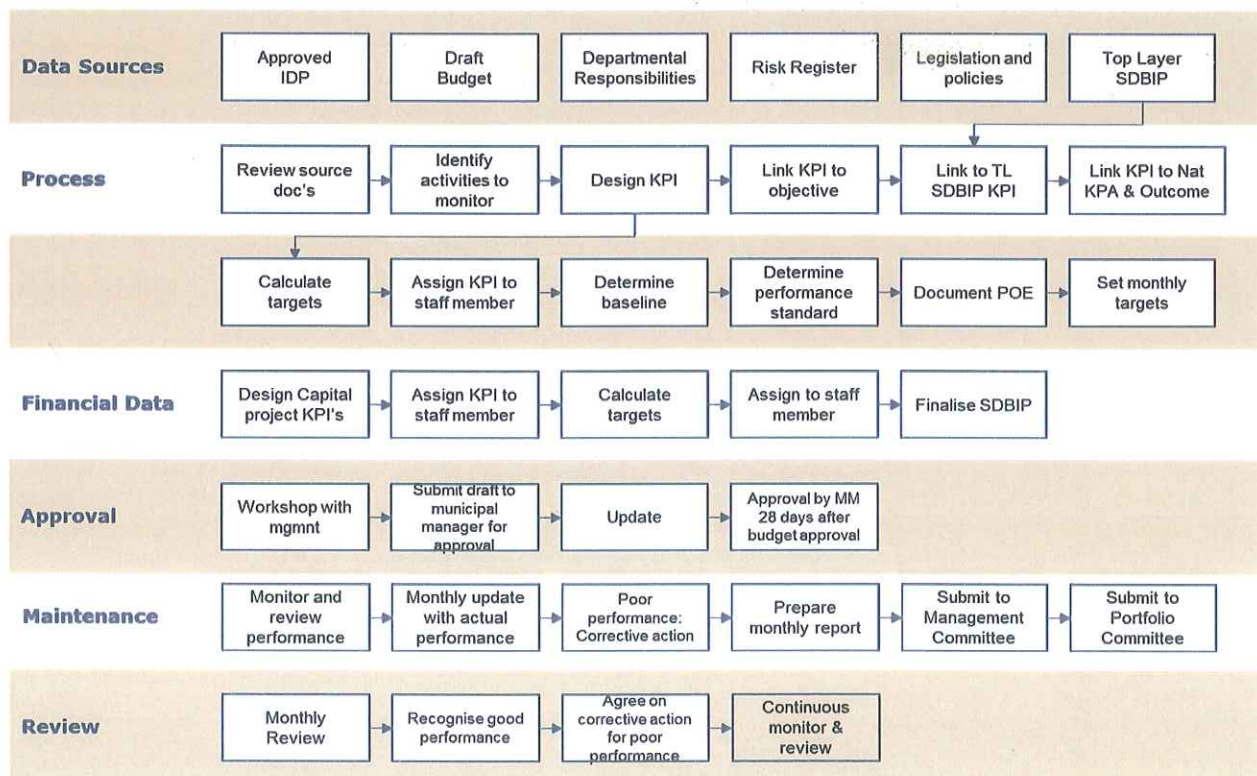 Data Sources
Approved
IDP
Draft
Budget
Departmental
Responsibilities
Risk Register
Legislation and
policies
Top Layer
SDBIP
Process
Review source
doc's
Identify
activities to
monitor
Design KPI
Link KPI to
objective
Link to TL
SDBIP KPI
Link KPI to Nat
KPA & Outcome
Calculate
targets
Assign KPI to
staff member
Determine
baseline
Determine
performance
standard
Document POE
Set monthly
targets
Financial Data
Design Capital
project KPI's
Assign KPI to
staff member
Calculate
targets
Assign to staff
member
Finalise SDBIP
Approval
Workshop with
mgmnt
Submit draft to
municipal
manager for
approval
Update
Approval by MM
28 days after
budget approval
Maintenance
Monitor and
review
performance
Monthly update
with actual
performance
Poor
performance:
Corrective action
Prepare
monthly report
Submit to
Management
Committee
Submit to
Portfolio
Committee
Review
Monthly
Review
Recognise good
performance
Agree on
corrective action
for poor
performance
Continuous
monitor &
review